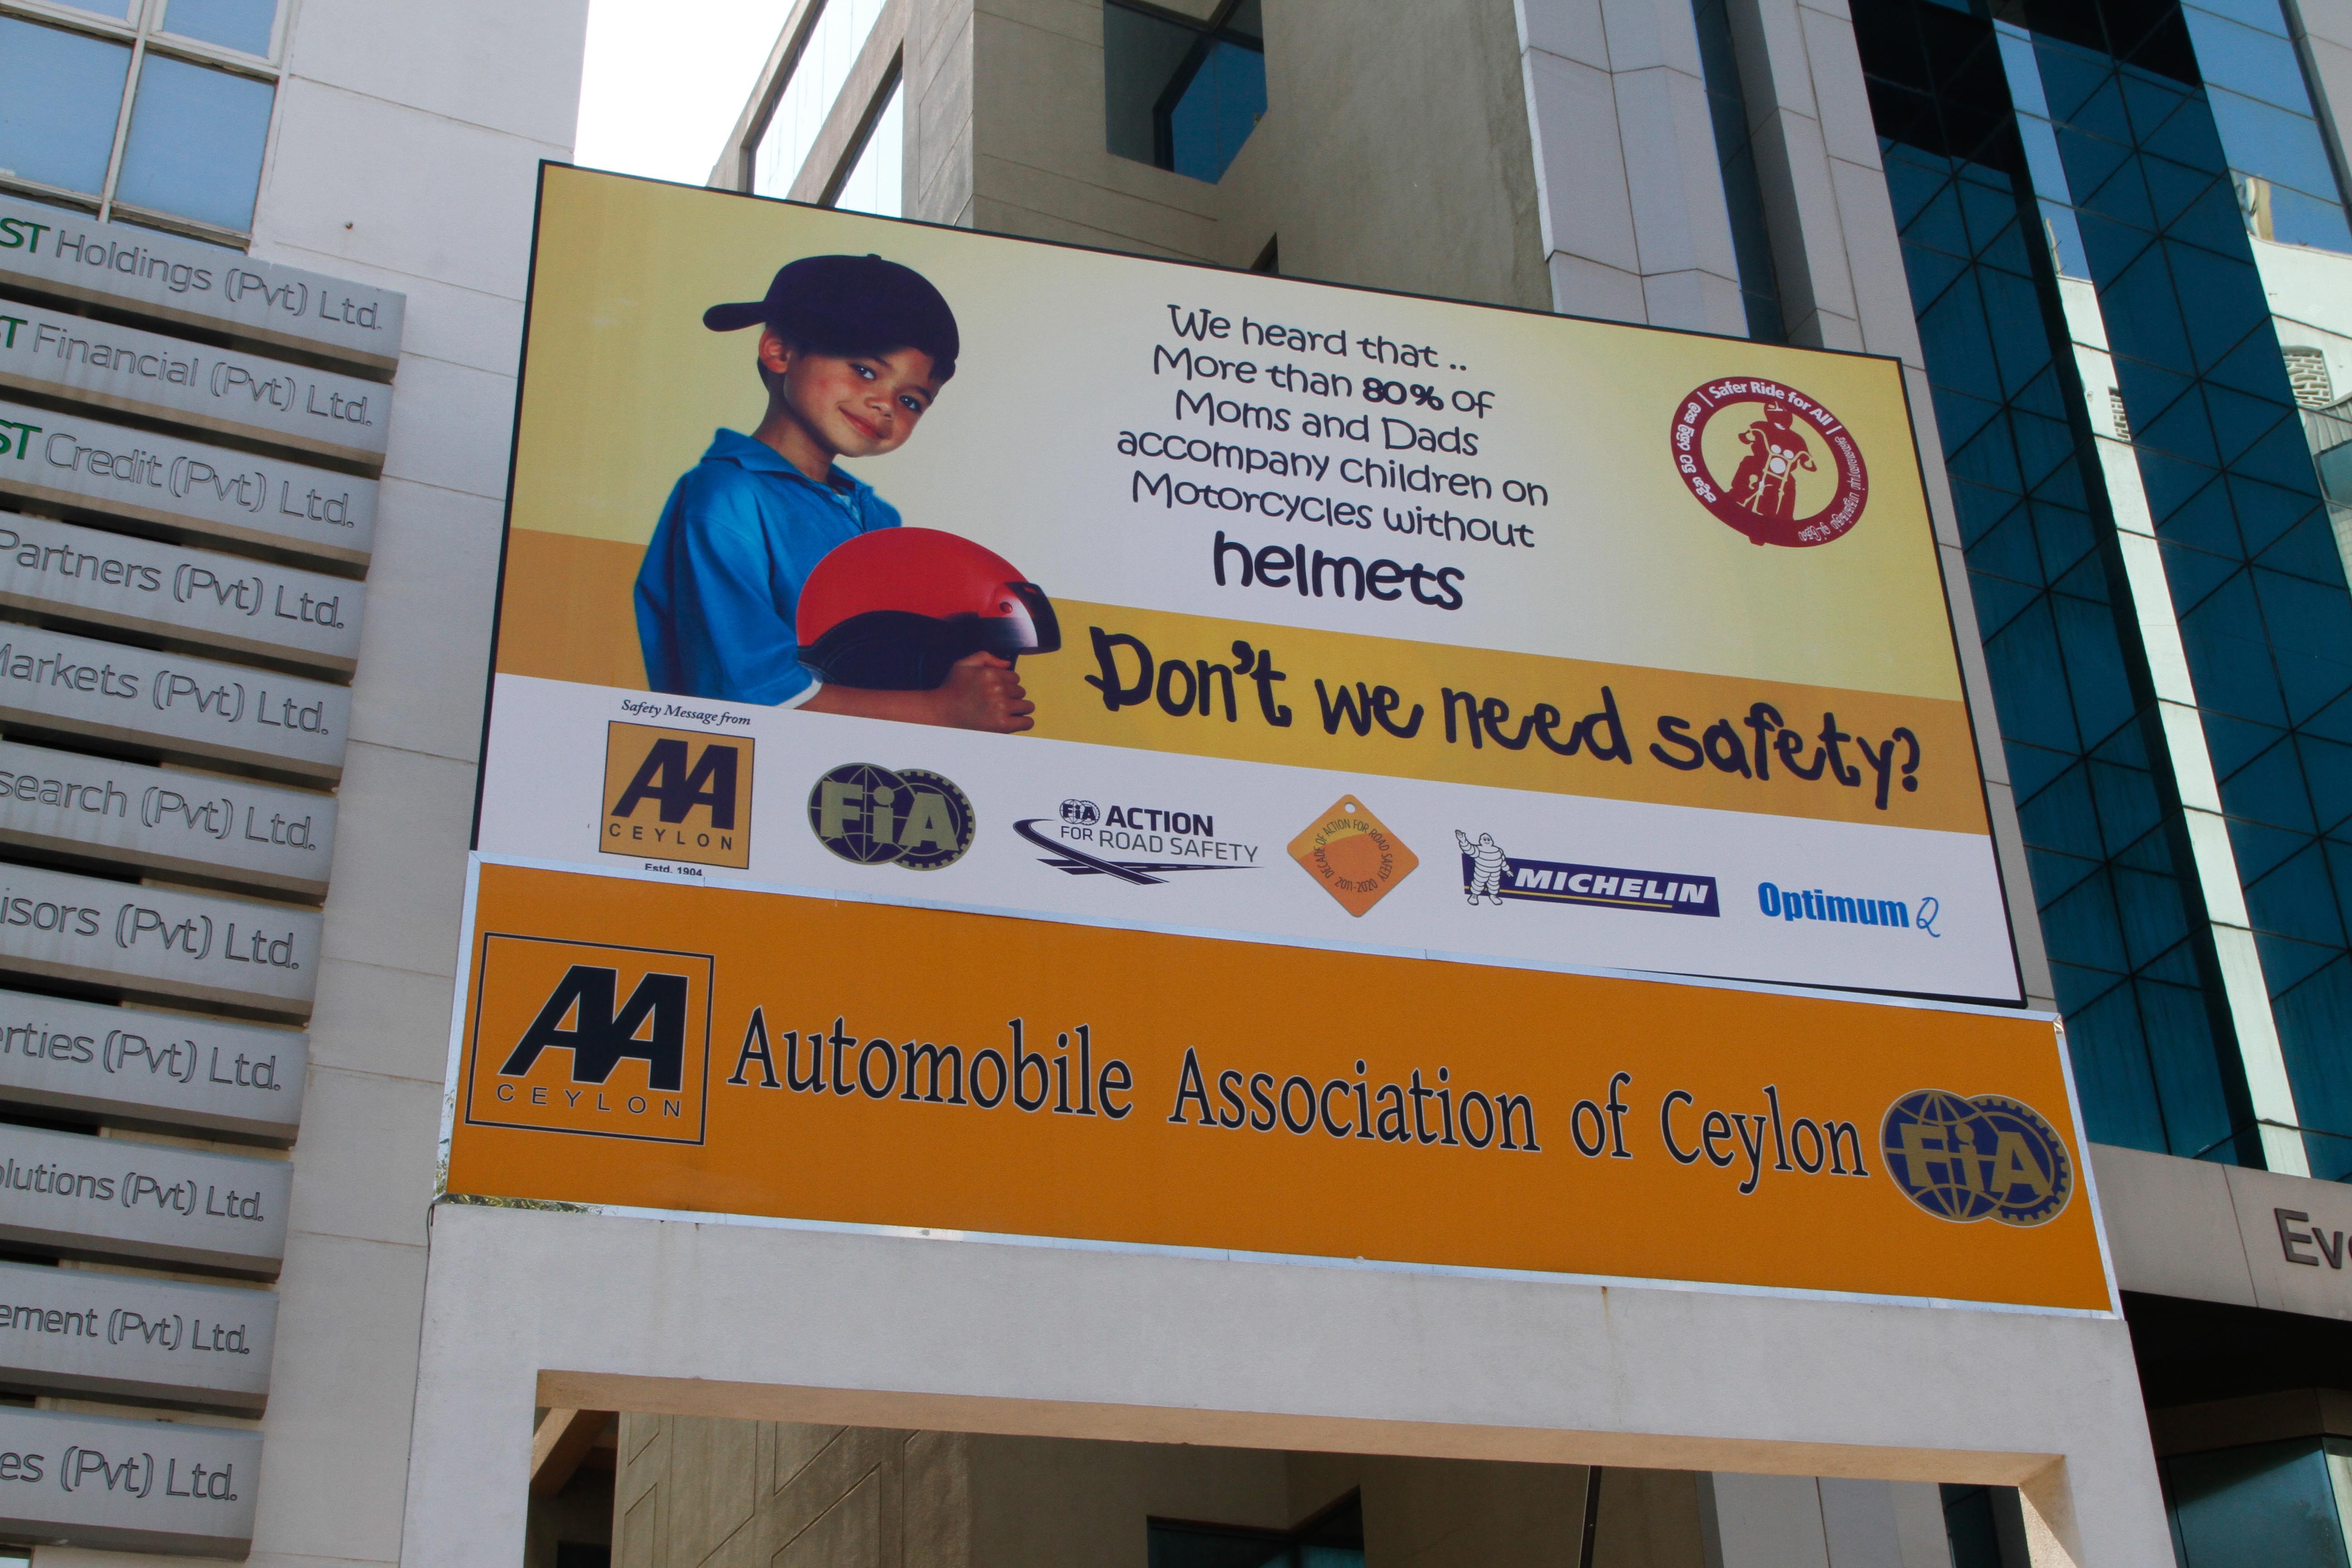 ST Holdings (Pvt) Ltd.
ST Financial (Pvt) Ltd.
ST Credit (Pvt) Ltd.
Partners (Pvt) Ltd.
Markets (Pvt) Ltd.
search (Pvt) Ltd.
isors (Pvt) Ltd.
erties (Pvt) Ltd.
olutions (Pvt) Ltd.
ement (Pvt) Ltd.
es (Pvt) Ltd.
We heard that ..
More than 80% of
Moms and Dads
accompany children on
Motorcycles without
helmets
Don't we need safety?
Safer Ride for All
Safety Message from
AA
CEYLON
Estd. 1904
FiA
FiA ACTION
FOR ROAD SAFETY
DECADE OF ACTION FOR ROAD SAFETY
2011-2020
MICHELIN
Optimum Q
AA
CEYLON
Automobile Association of Ceylon
FiA
Ev